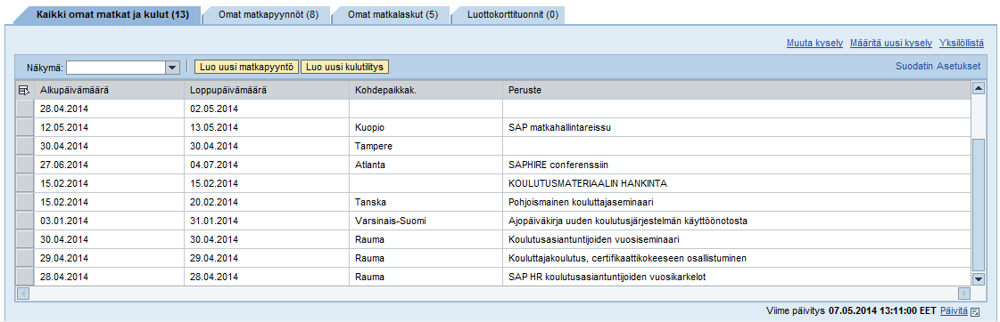 Kaikki omat matkat ja kulut (13) Omat matkapyynnöt (8) Omat matkalaskut (5) Luottokorttituonnit (0)
Muuta kysely Määritä uusi kysely Yksilöllistä
Näkymä: Luo uusi matkapyyntö Luo uusi kulutilitys Suodatin Asetukset
Alkupäivämäärä Loppupäivämäärä Kohdepaikkak. Peruste
28.04.2014 02.05.2014
12.05.2014 13.05.2014 Kuopio SAP matkahallintareissu
30.04.2014 30.04.2014 Tampere
27.06.2014 04.07.2014 Atlanta SAPHIRE conferenssiin
15.02.2014 15.02.2014 KOULUTUSMATERIAALIN HANKINTA
15.02.2014 20.02.2014 Tanska Pohjoismainen kouluttajaseminaari
03.01.2014 31.01.2014 Varsinais-Suomi Ajopäiväkirja uuden koulutusjärjestelmän käyttöönotosta
30.04.2014 30.04.2014 Rauma Koulutusasiantuntijoiden vuosiseminaari
29.04.2014 29.04.2014 Rauma Kouluttajakoulutus, certifikaattikokeeseen osallistuminen
28.04.2014 28.04.2014 Rauma SAP HR koulutusasiantuntijoiden vuosikarkelot
Viime päivitys 07.05.2014 13:11:00 EET Päivitä